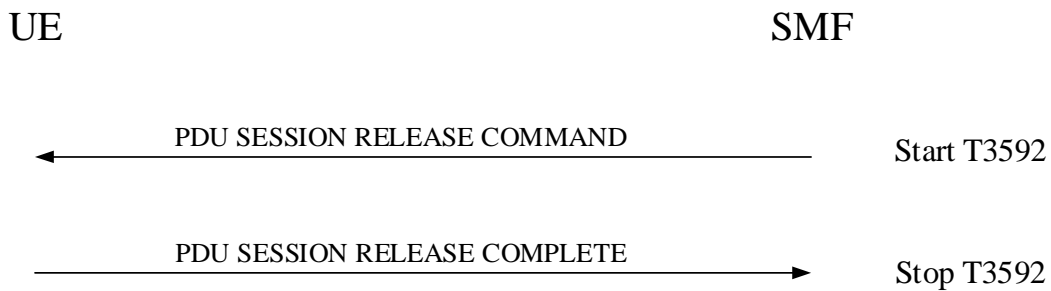 UE
SMF
PDU SESSION RELEASE COMMAND
Start T3592
PDU SESSION RELEASE COMPLETE
Stop T3592